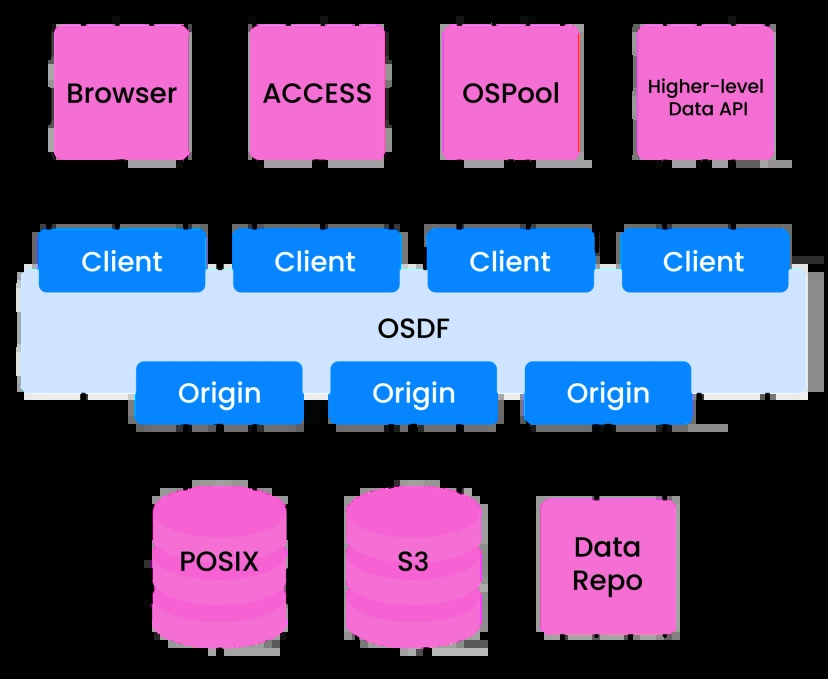 Browser
ACCESS
OSPool
Higher-level
Data API
Client
Client
Client
Client
OSDF
Origin
Origin
Origin
POSIX
S3
Data
Repo